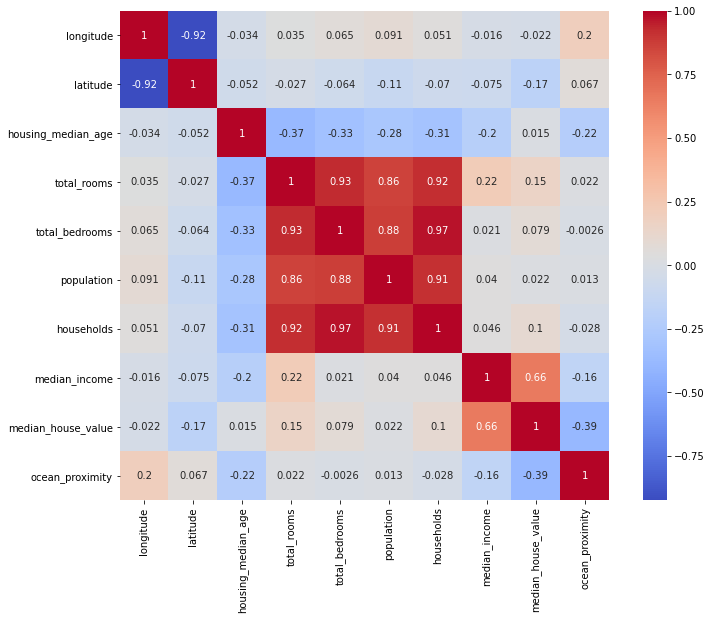 longitude 1 -0.92 -0.034 0.035 0.065 0.091 0.051 -0.016 -0.022 0.2
latitude -0.92 1 -0.052 -0.027 -0.064 -0.11 -0.07 -0.075 -0.17 0.067
housing_median_age -0.034 -0.052 1 -0.37 -0.33 -0.28 -0.31 -0.2 0.015 -0.22
total_rooms 0.035 -0.027 -0.37 1 0.93 0.86 0.92 0.22 0.15 0.022
total_bedrooms 0.065 -0.064 -0.33 0.93 1 0.88 0.97 0.021 0.079 -0.0026
population 0.091 -0.11 -0.28 0.86 0.88 1 0.91 0.04 0.022 0.013
households 0.051 -0.07 -0.31 0.92 0.97 0.91 1 0.046 0.1 -0.028
median_income -0.016 -0.075 -0.2 0.22 0.021 0.04 0.046 1 0.66 -0.16
median_house_value -0.022 -0.17 0.015 0.15 0.079 0.022 0.1 0.66 1 -0.39
ocean_proximity 0.2 0.067 -0.22 0.022 -0.0026 0.013 -0.028 -0.16 -0.39 1
longitude
latitude
housing_median_age
total_rooms
total_bedrooms
population
households
median_income
median_house_value
ocean_proximity
1.00
0.75
0.50
0.25
0.00
-0.25
-0.50
-0.75